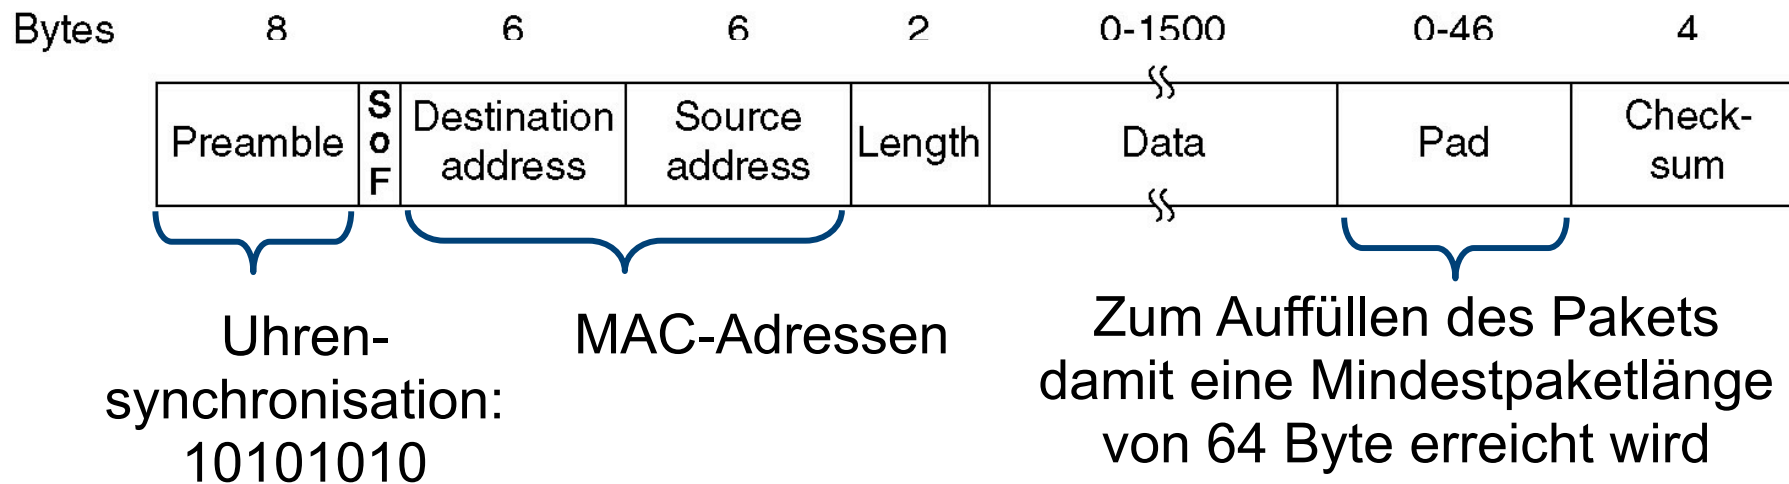 Bytes 8 6 6 2 0-1500 0-46 4
Preamble
S
o
F
Destination
address
Source
address
Length
Data
Pad
Check-
sum
Uhren-
synchronisation:
10101010
MAC-Adressen
Zum Auffüllen des Pakets
damit eine Mindestpaketlänge
von 64 Byte erreicht wird